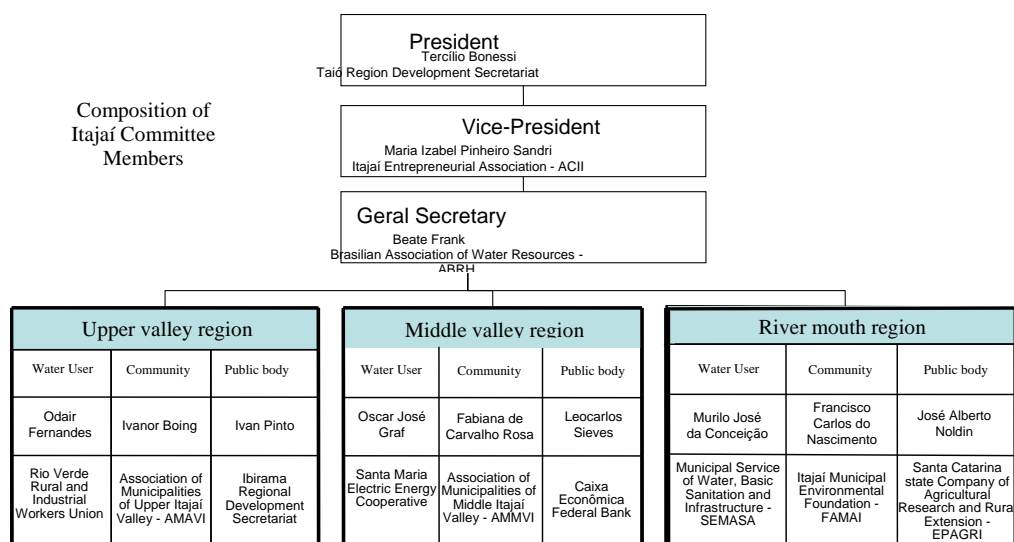 President
Tercílio Bonessi
Taió Region Development Secretariat
Composition of
Itajaí Committee
Members
Vice-President
Maria Izabel Pinheiro Sandri
Itajaí Entrepreneurial Association - ACII
Geral Secretary
Beate Frank
Brasilian Association of Water Resources -
ABRH
Upper valley region
Water User
Community
Public body
Odair
Fernandes
Ivanor Boing
Ivan Pinto
Rio Verde
Rural and
Industrial
Workers Union
Association of
Municipalities
of Upper Itajaí
Valley - AMAVI
Ibirama
Regional
Development
Secretariat
Middle valley region
Water User
Community
Public body
Oscar José
Graf
Fabiana de
Carvalho Rosa
Leocarlos
Sieves
Santa Maria
Electric Energy
Cooperative
Association of
Municipalities of
Middle Itajaí
Valley - AMMVI
Caixa
Econômica
Federal Bank
River mouth region
Water User
Community
Public body
Murilo José
da Conceição
Francisco
Carlos do
Nascimento
José Alberto
Noldin
Municipal Service
of Water, Basic
Sanitation and
Infrastructure -
SEMASA
Itajaí Municipal
Environmental
Foundation -
FAMAI
Santa Catarina
state Company of
Agricultural
Research and Rural
Extension -
EPAGRI